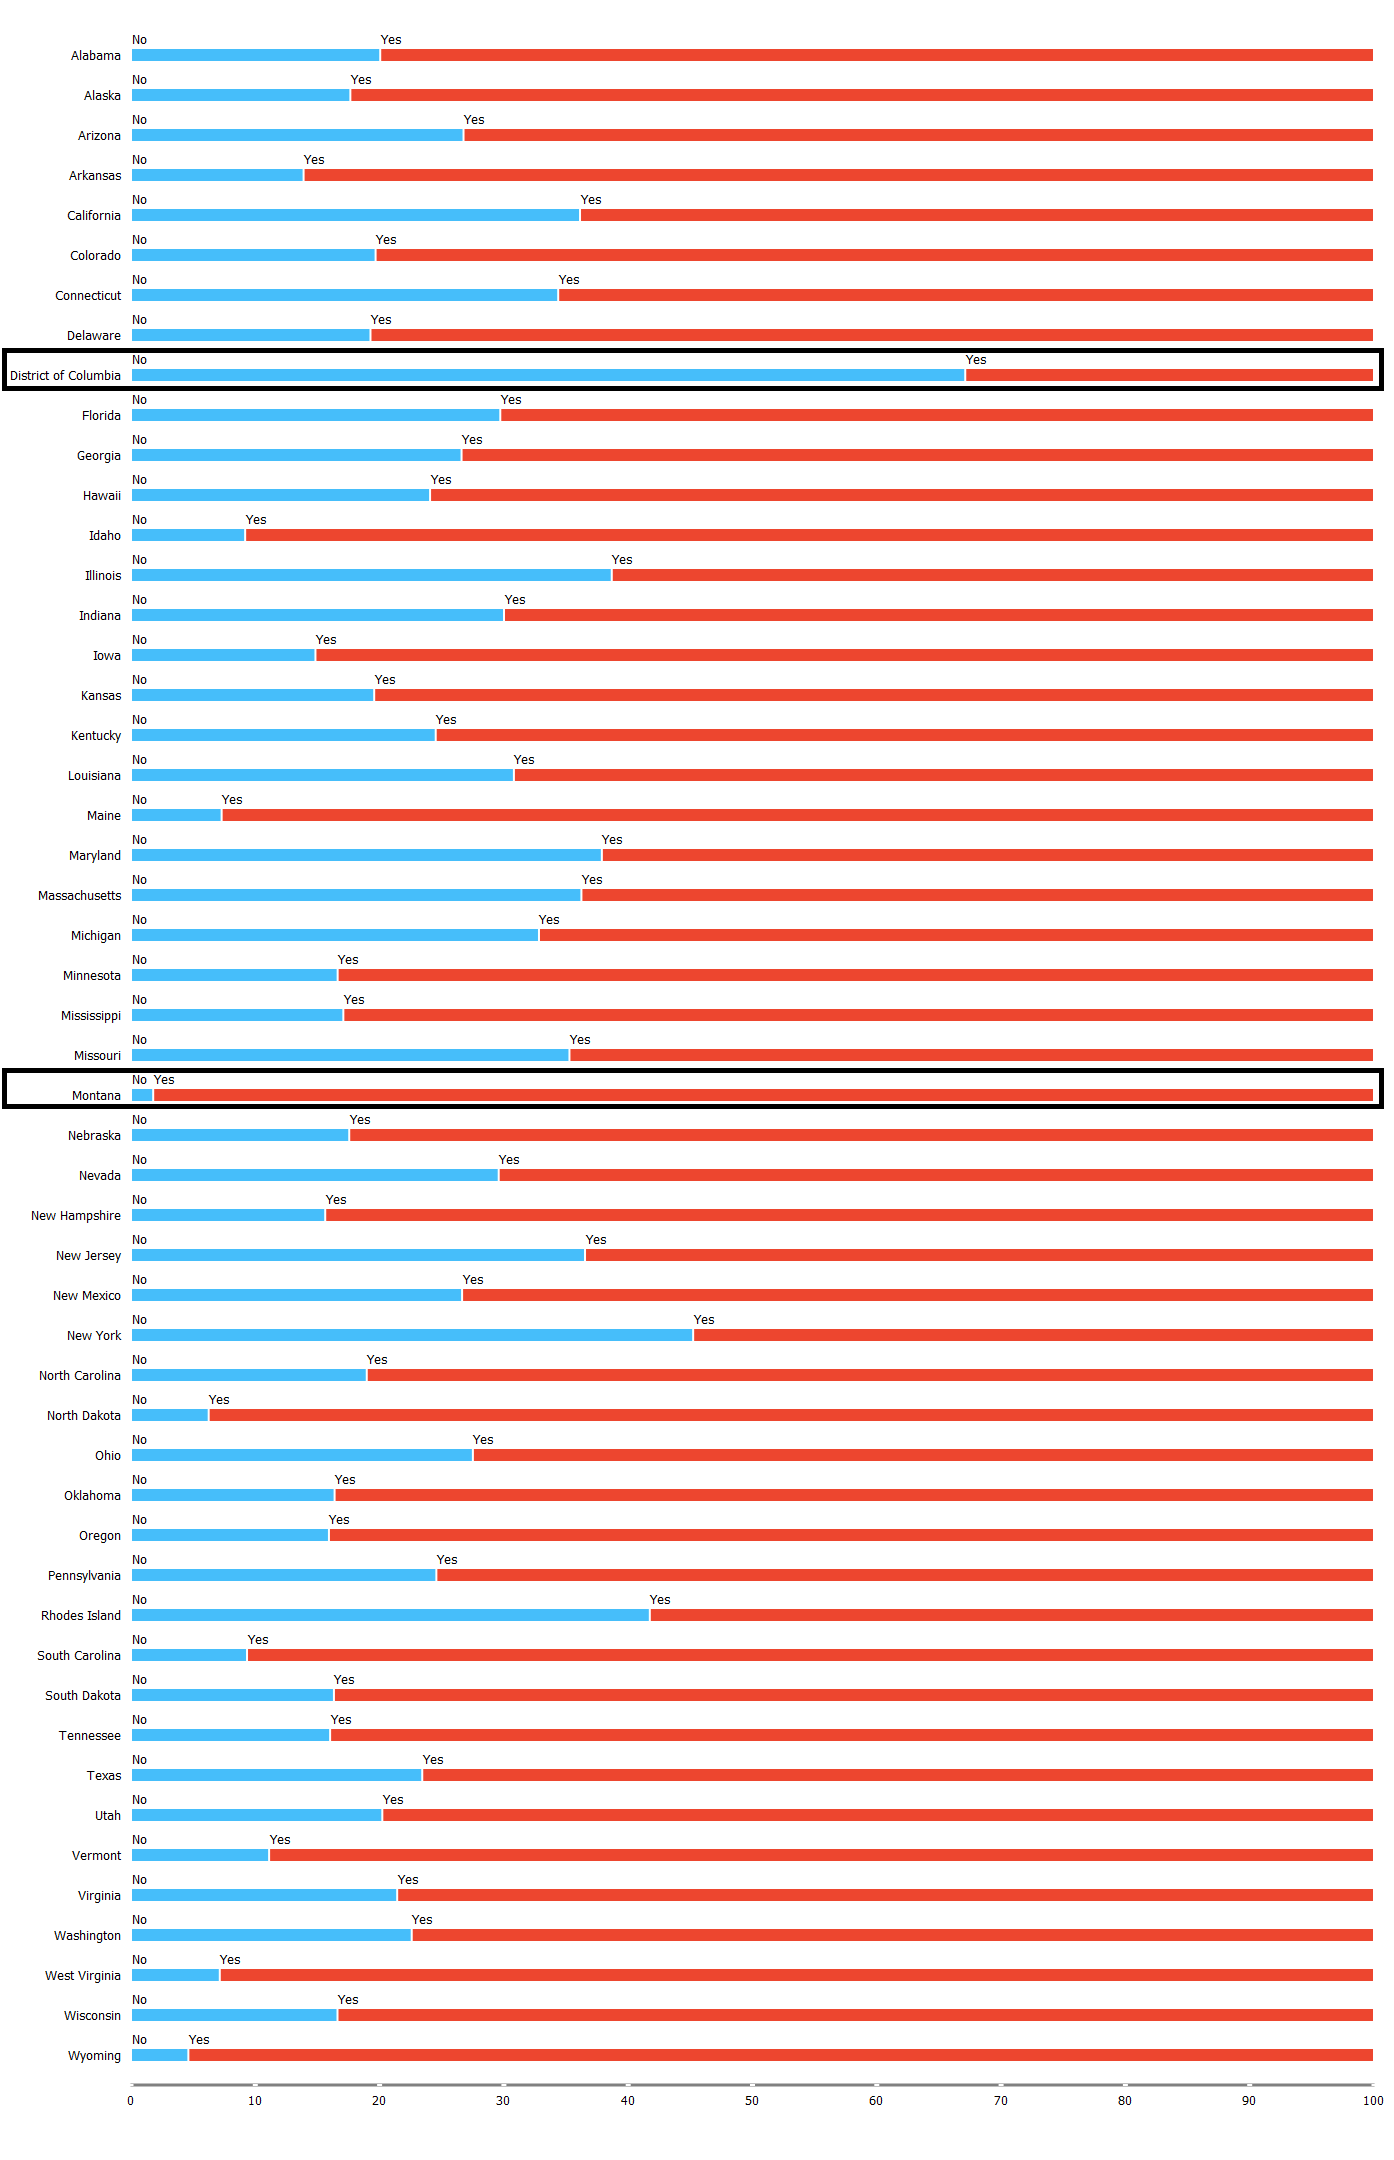 No Yes
Alabama
No Yes
Alaska
No Yes
Arizona
No Yes
Arkansas
No Yes
California
No Yes
Colorado
No Yes
Connecticut
No Yes
Delaware
No Yes
District of Columbia
No Yes
Florida
No Yes
Georgia
No Yes
Hawaii
No Yes
Idaho
No Yes
Illinois
No Yes
Indiana
No Yes
Iowa
No Yes
Kansas
No Yes
Kentucky
No Yes
Louisiana
No Yes
Maine
No Yes
Maryland
No Yes
Massachusetts
No Yes
Michigan
No Yes
Minnesota
No Yes
Mississippi
No Yes
Missouri
No Yes
Montana
No Yes
Nebraska
No Yes
Nevada
No Yes
New Hampshire
No Yes
New Jersey
No Yes
New Mexico
No Yes
New York
No Yes
North Carolina
No Yes
North Dakota
No Yes
Ohio
No Yes
Oklahoma
No Yes
Oregon
No Yes
Pennsylvania
No Yes
Rhodes Island
No Yes
South Carolina
No Yes
South Dakota
No Yes
Tennessee
No Yes
Texas
No Yes
Utah
No Yes
Vermont
No Yes
Virginia
No Yes
Washington
No Yes
West Virginia
No Yes
Wisconsin
No Yes
Wyoming
0 10 20 30 40 50 60 70 80 90 100